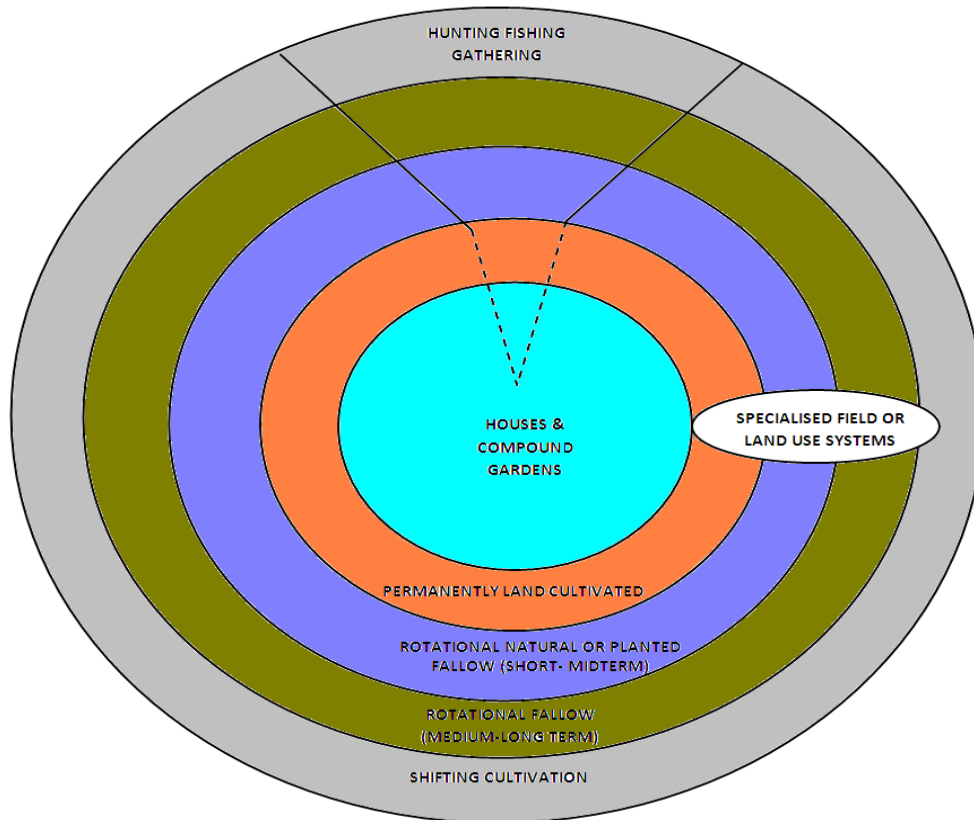 HUNTING FISHING
GATHERING
SPECIALISED FIELD OR
LAND USE SYSTEMS
HOUSES &
COMPOUND
GARDENS
PERMANENTLY LAND CULTIVATED
ROTATIONAL NATURAL OR PLANTED
FALLOW (SHORT- MIDTERM)
ROTATIONAL FALLOW
(MEDIUM-LONG TERM)
SHIFTING CULTIVATION